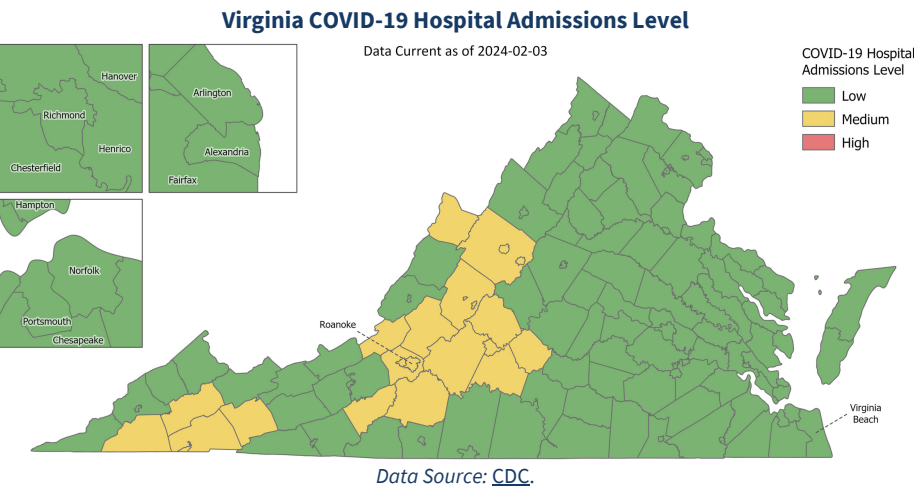 Virginia COVID-19 Hospital Admissions Level
Data Current as of 2024-02-03
COVID-19 Hospital
Admissions Level
Low
Medium
High
Hanover
Richmond
Henrico
Chesterfield
Arlington
Alexandria
Fairfax
Hampton
Norfolk
Portsmouth
Chesapeake
Roanoke
Virginia
Beach
Data Source: CDC.